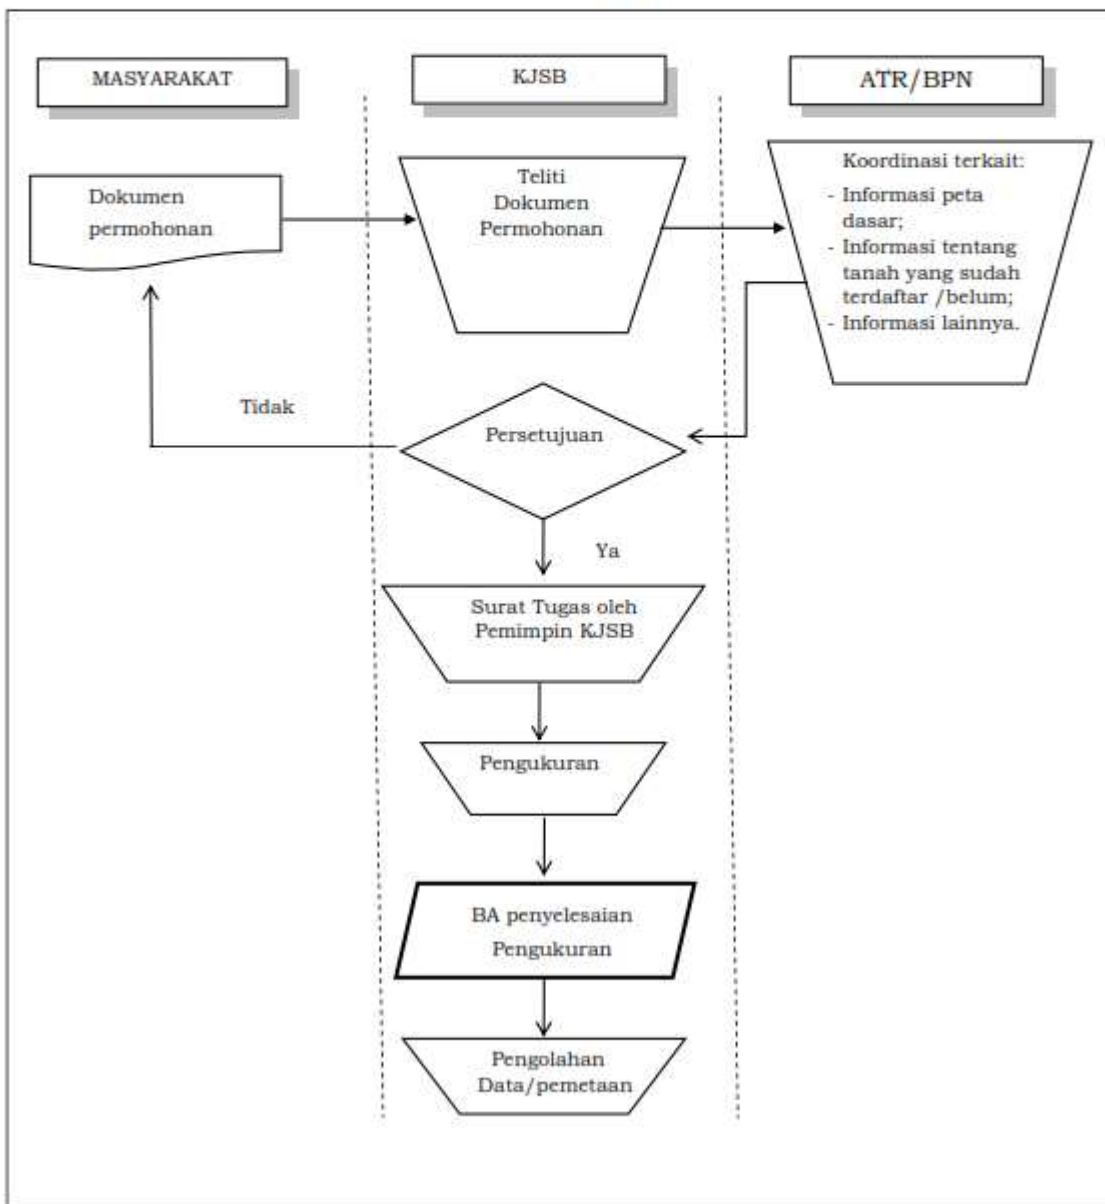 MASYARAKAT
KJSB
ATR/BPN
Dokumen
permohonan
Teliti
Dokumen
Permohonan
Koordinasi terkait:
- Informasi peta
dasar;
- Informasi tentang
tanah yang sudah
terdaftar /belum;
- Informasi lainnya.
Tidak
Persetujuan
Ya
Surat Tugas oleh
Pemimpin KJSB
Pengukuran
BA penyelesaian
Pengukuran
Pengolahan
Data/pemetaan